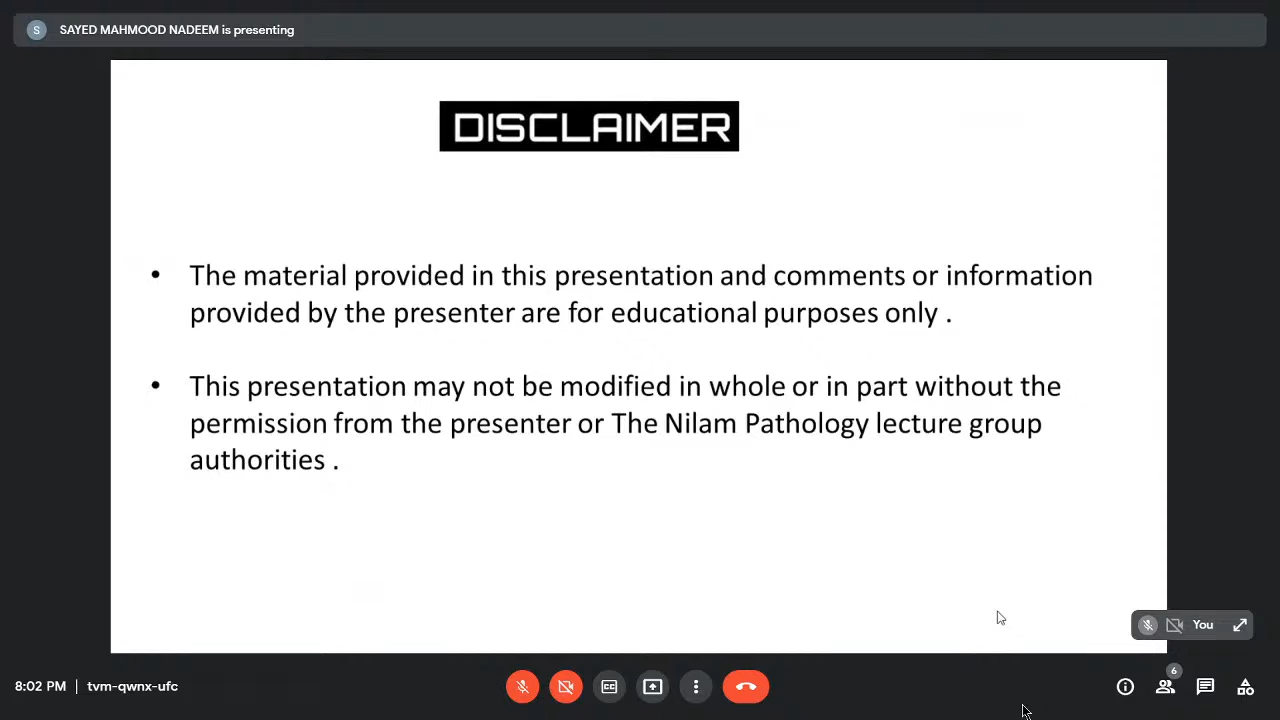 S SAYED MAHMOOD NADEEM is presenting
DISCLAIMER
• The material provided in this presentation and comments or information
provided by the presenter are for educational purposes only .
• This presentation may not be modified in whole or in part without the
permission from the presenter or The Nilam Pathology lecture group
authorities .
You
6
8:02 PM | tvm-qwnx-ufc
CC